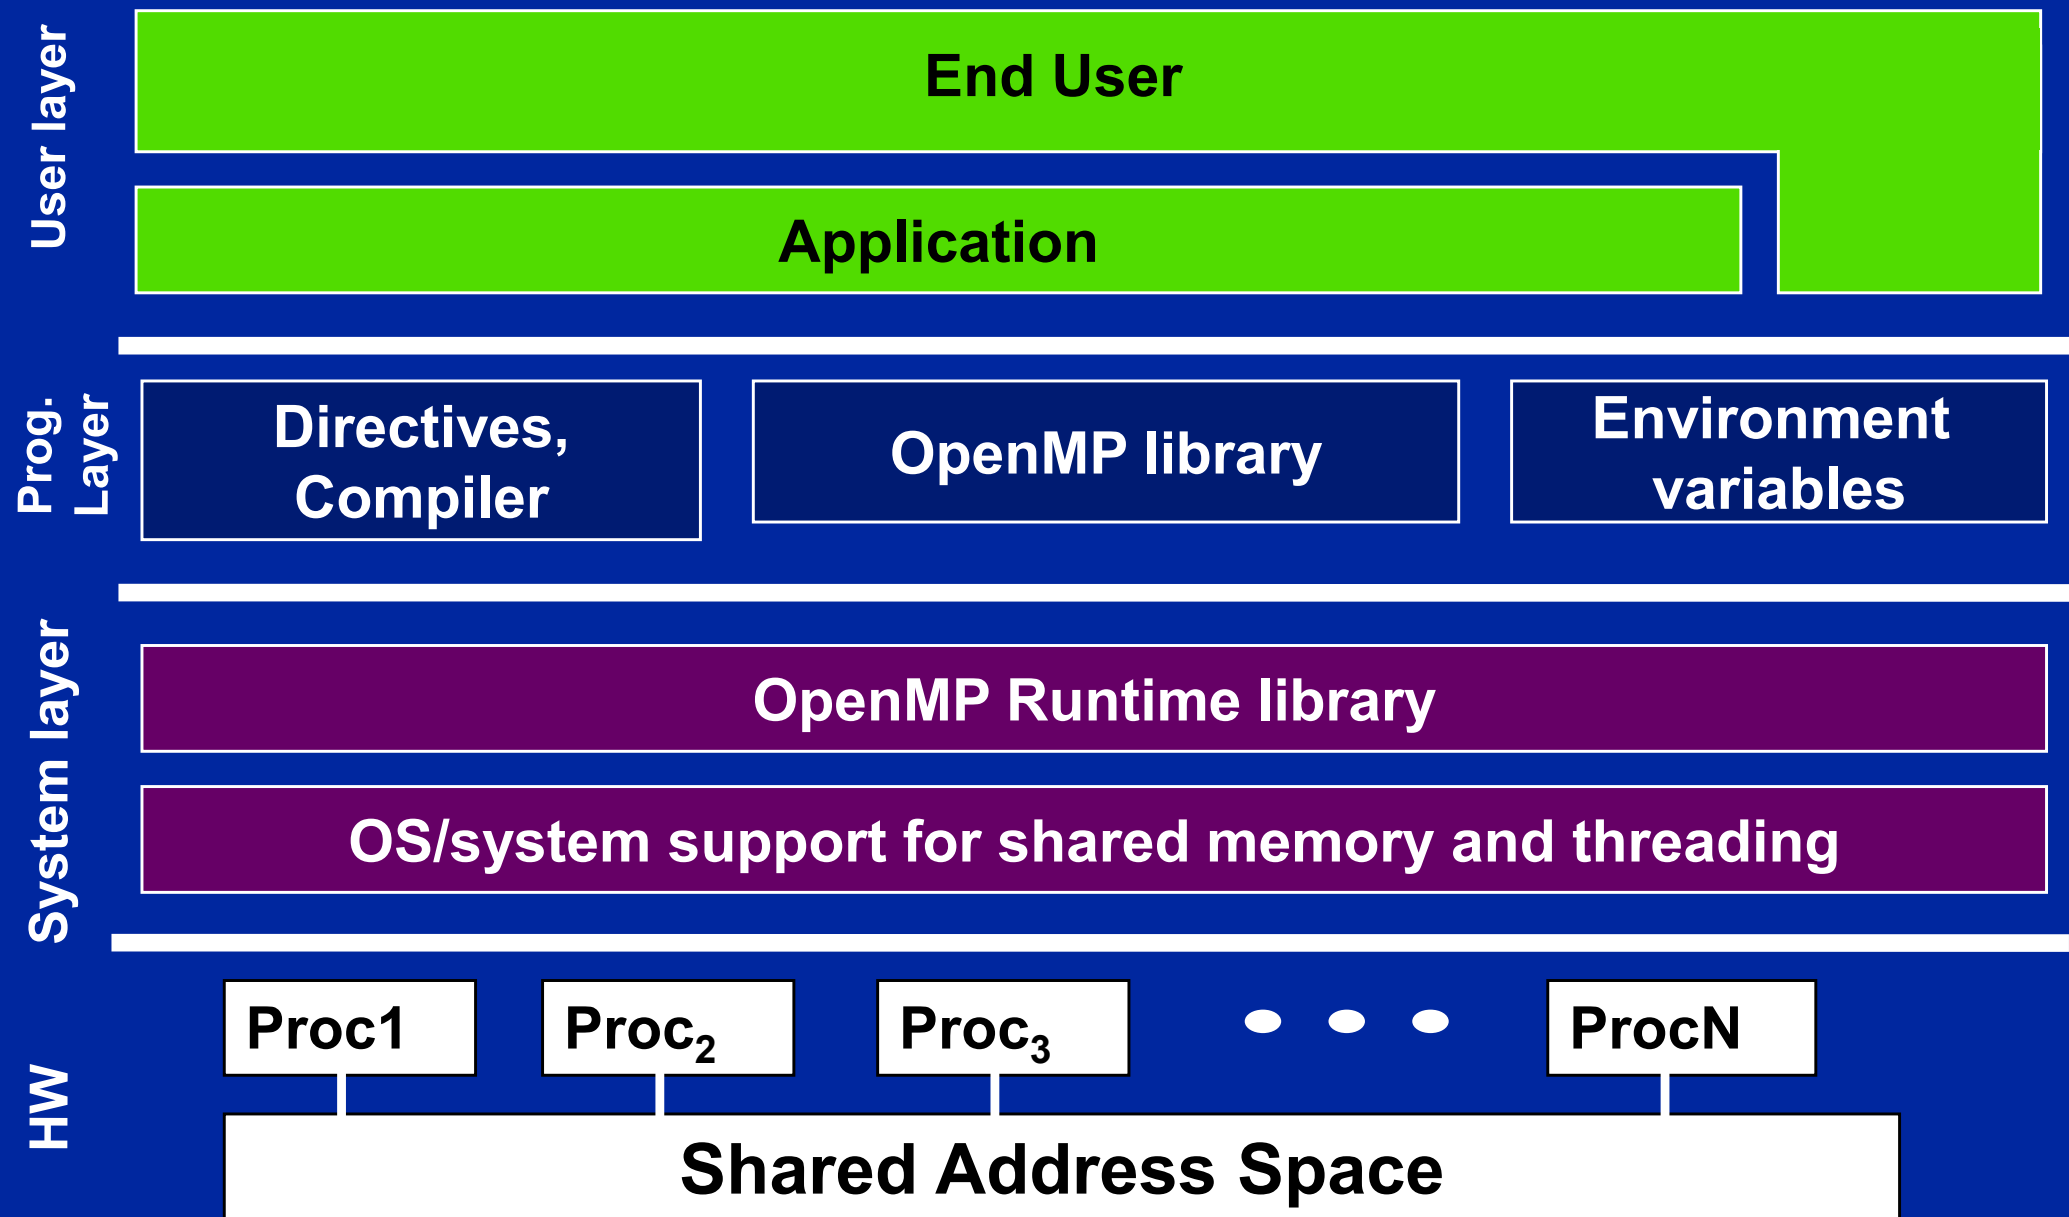 User layer
End User
Application
Prog.
Layer
Directives,
Compiler
OpenMP library
Environment
variables
System layer
OpenMP Runtime library
OS/system support for shared memory and threading
HW
Proc1
Proc₂
Proc₃
ProcN
Shared Address Space